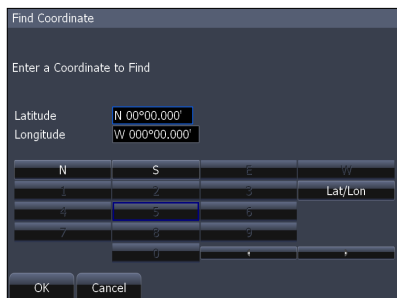 Find Coordinate
Enter a Coordinate to Find
Latitude N 00°00.000'
Longitude W 000°00.000'
N S E W
1 2 3 Lat/Lon
4 5 6
7 8 9
0 ' '
OK Cancel